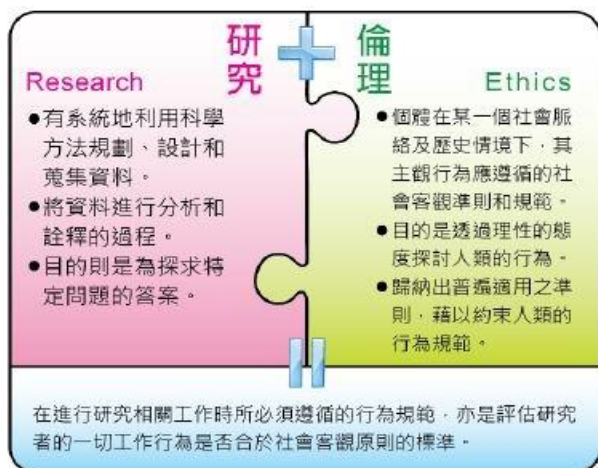 研究
Research
●有系統地利用科學
方法規劃、設計和
蒐集資料。
●將資料進行分析和
詮釋的過程。
●目的則是為探求特
定問題的答案。
+
倫理
Ethics
●個體在某一個社會脈
絡及歷史情境下，其
主觀行為應遵循的社
會客觀準則和規範。
●目的是透過理性的態
度探討人類的行為。
●歸納出普遍適用之準
則，藉以約束人類的
行為規範。
=
在進行研究相關工作時所必須遵循的行為規範，亦是評估研究
者的一切工作行為是否合於社會客觀原則的標準。